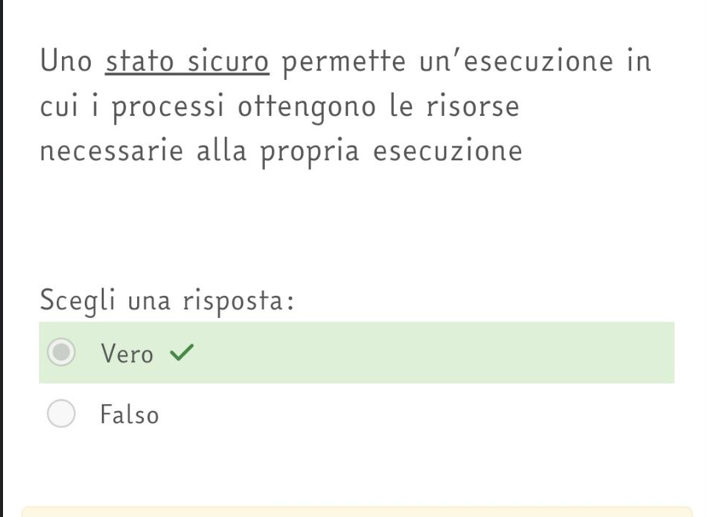 Uno stato sicuro permette un'esecuzione in
cui i processi ottengono le risorse
necessarie alla propria esecuzione
Scegli una risposta:
Vero
Falso